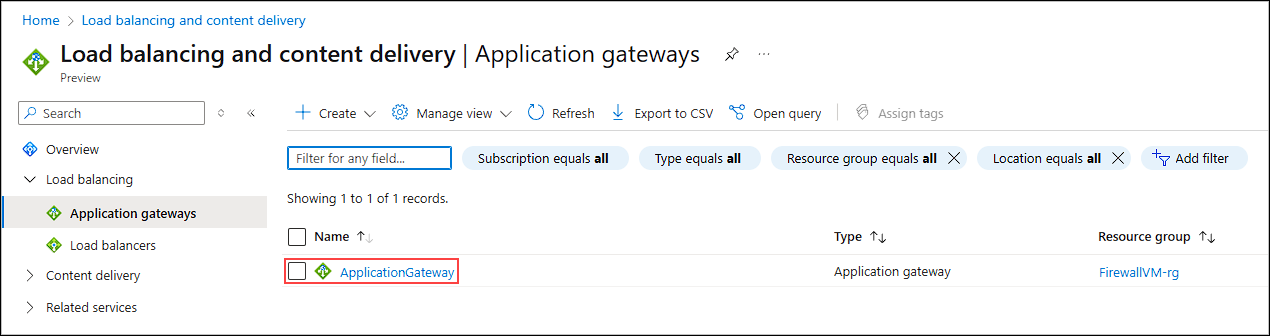 Home > Load balancing and content delivery
Load balancing and content delivery | Application gateways
Preview
Search
Create Manage view Refresh Export to CSV Open query Assign tags
Overview
Filter for any field... Subscription equals all Type equals all Resource group equals all Location equals all Add filter
Load balancing
Showing 1 to 1 of 1 records.
Application gateways
Name Type Resource group
Load balancers
ApplicationGateway Application gateway FirewallVM-rg
Content delivery
Related services